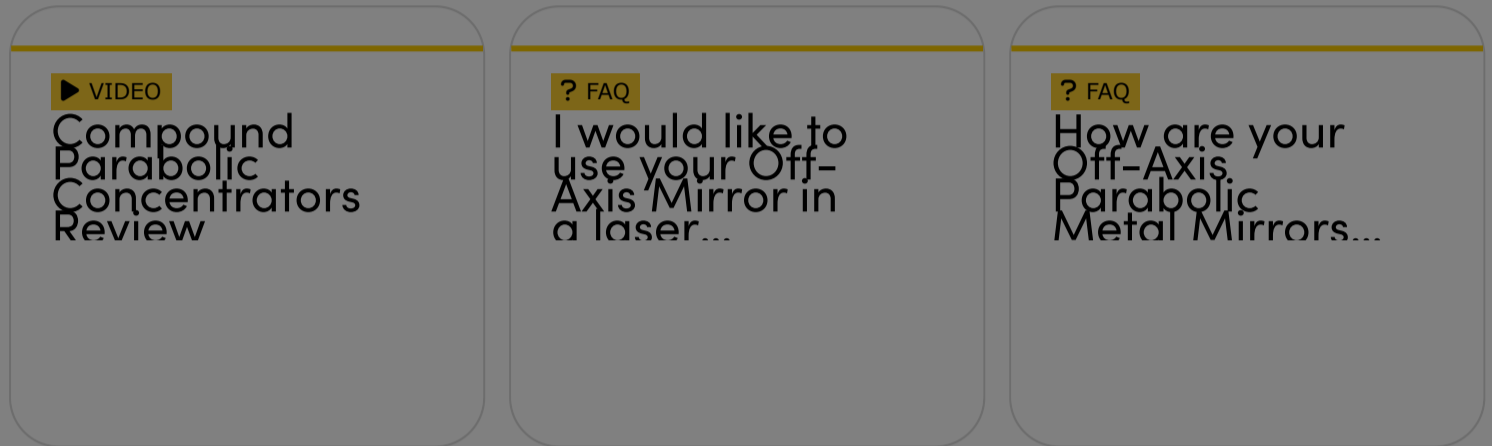 VIDEO
Compound
Parabolic
Concentrators
Review
? FAQ
I would like to
use your Off-
Axis Mirror in
a laser...
? FAQ
How are your
Off-Axis
Parabolic
Metal Mirrors...